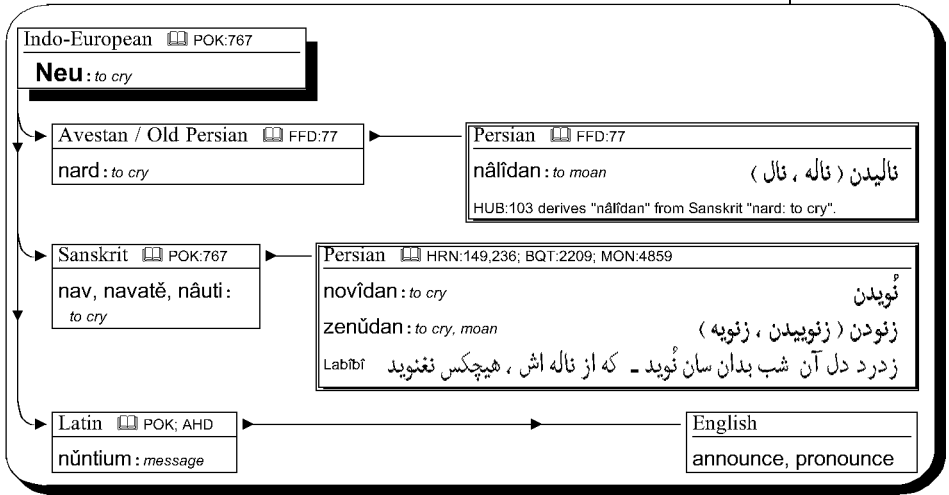 Indo-European POK:767
Neu : to cry
Avestan / Old Persian FFD:77
nard : to cry
Persian FFD:77
nâlîdan : to moan نالیدن ( ناله ، نال )
HUB:103 derives "nâlîdan" from Sanskrit "nard: to cry".
Sanskrit POK:767
nav, navatě, nâuti :
to cry
Persian HRN:149,236; BQT:2209; MON:4859
novîdan : to cry نُویدن
zenŭdan : to cry, moan زنودن ( زنوییدن ، زنویه )
Labîbî زدرد دل آن شب بدان سان نُوید ـ که از ناله اش ، هیچکس نغنوید
Latin POK; AHD
nŭntium : message
English
announce, pronounce